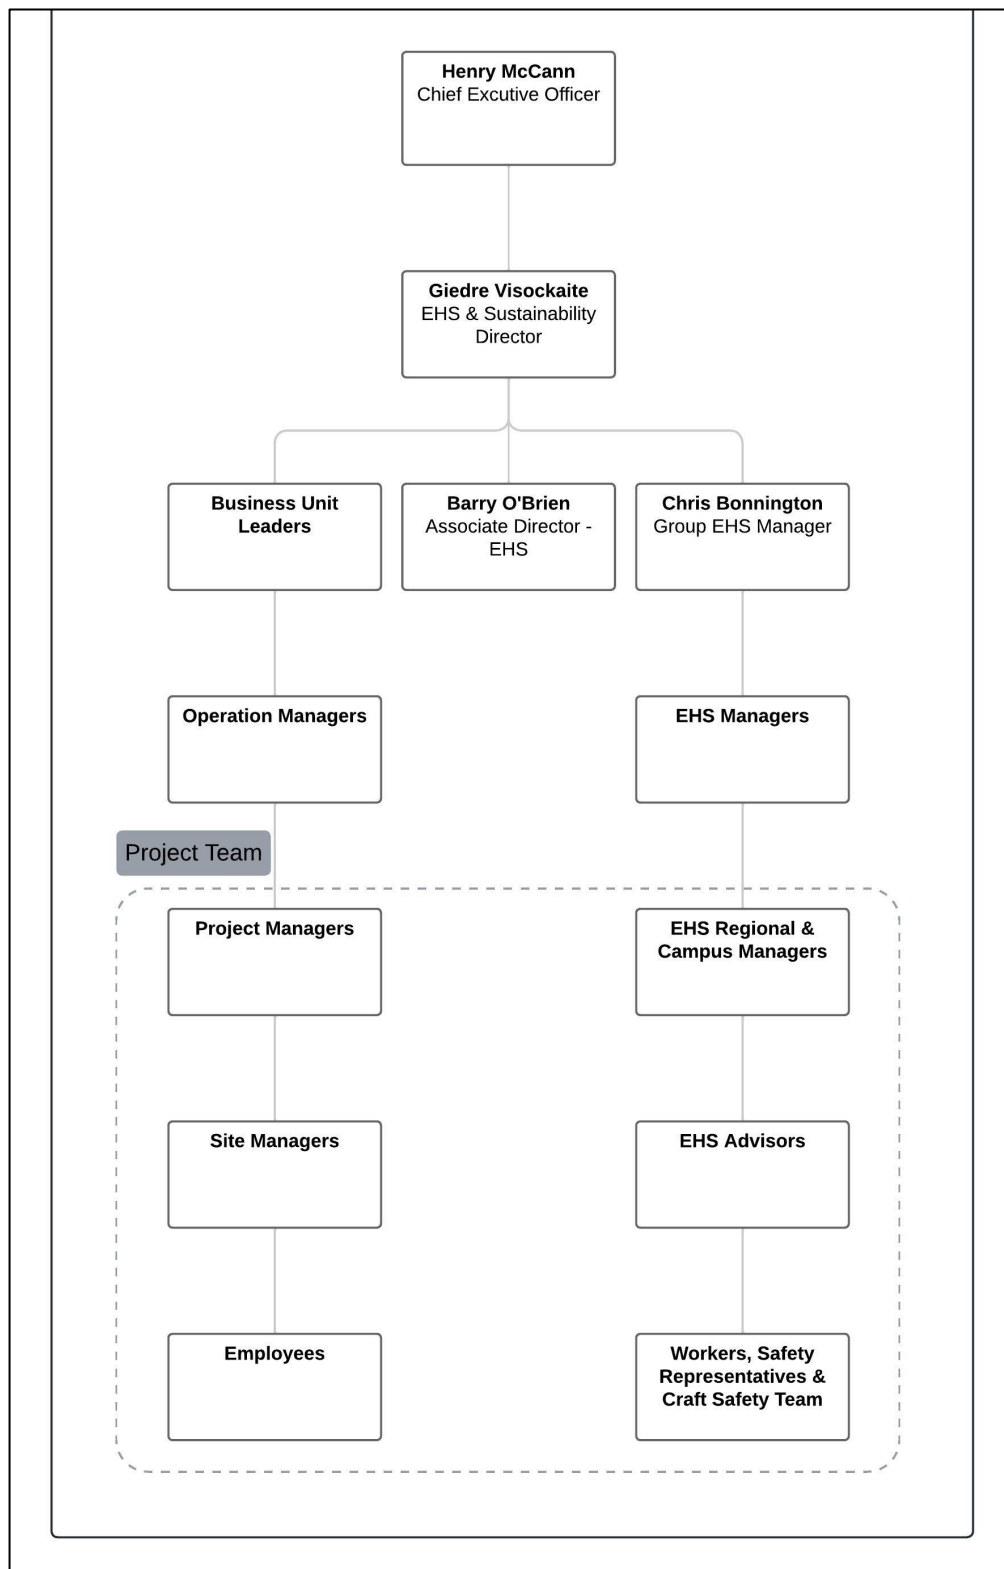 Henry McCann
Chief Excutive Officer
Giedre Visockaite
EHS & Sustainability
Director
Business Unit
Leaders
Barry O'Brien
Associate Director -
EHS
Chris Bonnington
Group EHS Manager
Operation Managers
EHS Managers
Project Team
Project Managers
EHS Regional &
Campus Managers
Site Managers
EHS Advisors
Employees
Workers, Safety
Representatives &
Craft Safety Team